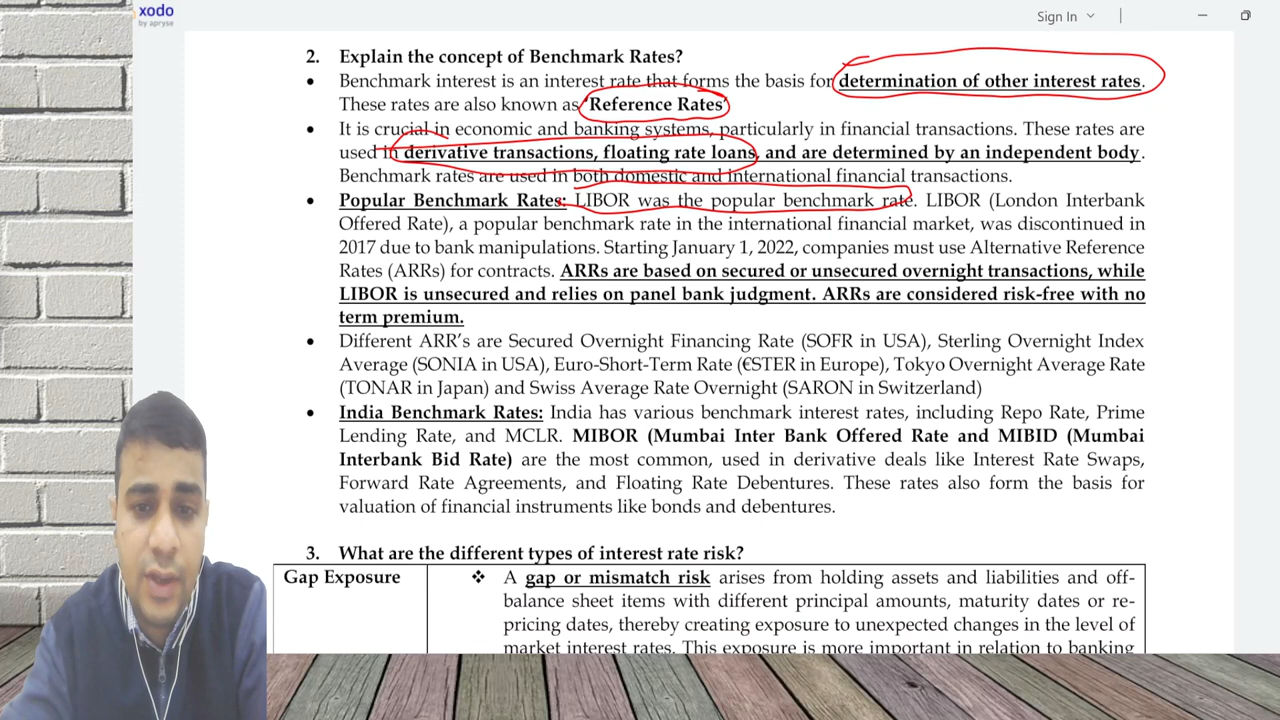 xodo
by apryse
Sign In
2. Explain the concept of Benchmark Rates?
• Benchmark interest is an interest rate that forms the basis for determination of other interest rates.
These rates are also known as 'Reference Rates'
• It is crucial in economic and banking systems, particularly in financial transactions. These rates are
used in derivative transactions, floating rate loans, and are determined by an independent body.
Benchmark rates are used in both domestic and international financial transactions.
• Popular Benchmark Rates: LIBOR was the popular benchmark rate. LIBOR (London Interbank
Offered Rate), a popular benchmark rate in the international financial market, was discontinued in
2017 due to bank manipulations. Starting January 1, 2022, companies must use Alternative Reference
Rates (ARRs) for contracts. ARRs are based on secured or unsecured overnight transactions, while
LIBOR is unsecured and relies on panel bank judgment. ARRs are considered risk-free with no
term premium.
• Different ARR's are Secured Overnight Financing Rate (SOFR in USA), Sterling Overnight Index
Average (SONIA in USA), Euro-Short-Term Rate (€STER in Europe), Tokyo Overnight Average Rate
(TONAR in Japan) and Swiss Average Rate Overnight (SARON in Switzerland)
• India Benchmark Rates: India has various benchmark interest rates, including Repo Rate, Prime
Lending Rate, and MCLR. MIBOR (Mumbai Inter Bank Offered Rate and MIBID (Mumbai
Interbank Bid Rate) are the most common, used in derivative deals like Interest Rate Swaps,
Forward Rate Agreements, and Floating Rate Debentures. These rates also form the basis for
valuation of financial instruments like bonds and debentures.
3. What are the different types of interest rate risk?
Gap Exposure
❖ A gap or mismatch risk arises from holding assets and liabilities and off-
balance sheet items with different principal amounts, maturity dates or re-
pricing dates, thereby creating exposure to unexpected changes in the level of
market interest rates. This exposure is more important in relation to banking